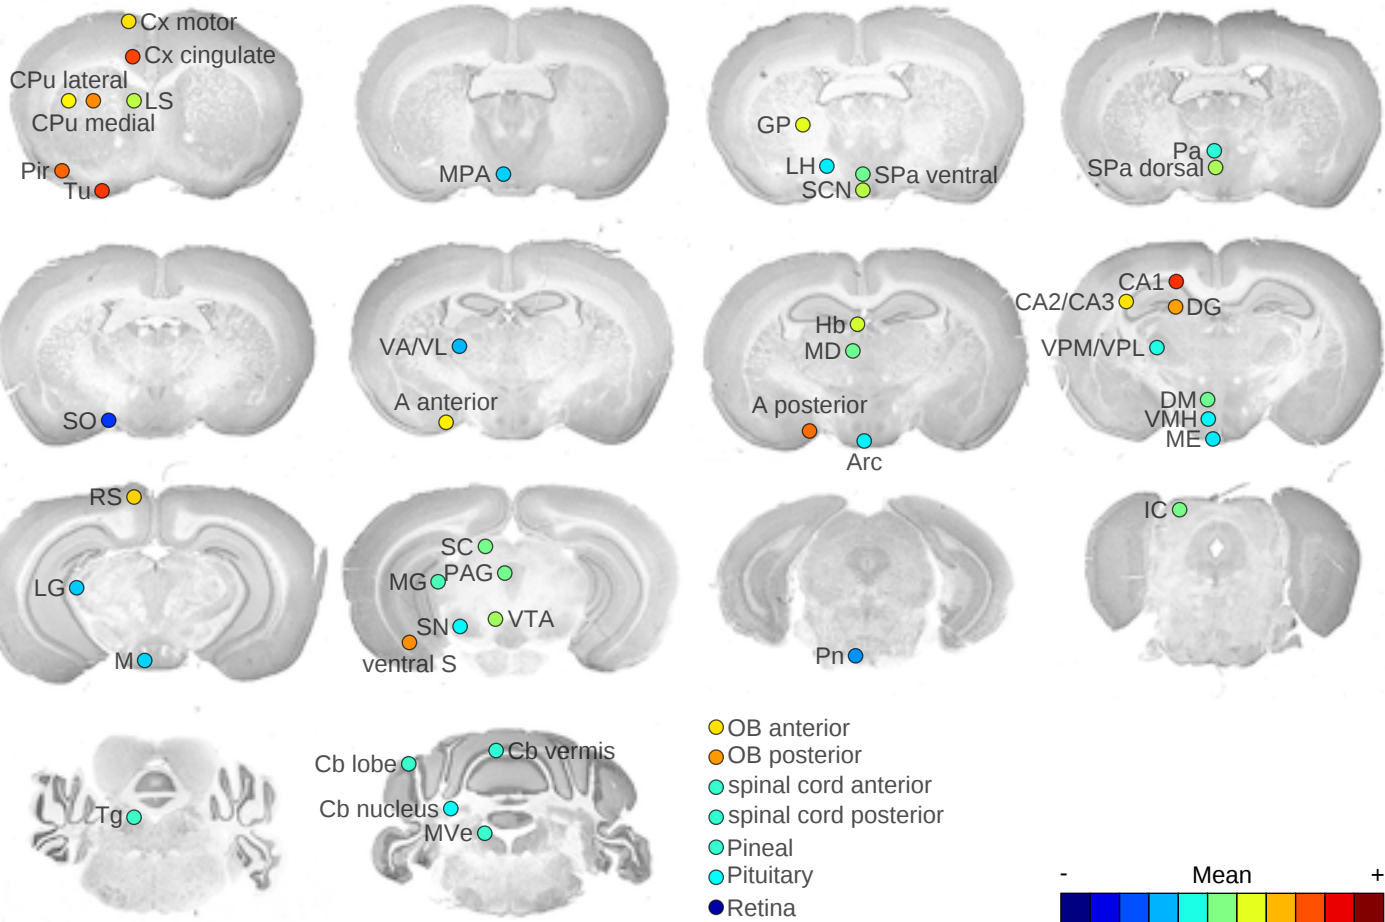 Cx motor
Cx cingulate
CPu lateral
LS
CPu medial
Pir
Tu
MPA
GP
LH
SPa ventral
SCN
Pa
SPa dorsal
SO
VA/VL
A anterior
Hb
MD
A posterior
Arc
CA1
CA2/CA3
DG
VPM/VPL
DM
VMH
ME
RS
LG
M
SC
PAG
MG
SN
VTA
ventral S
Pn
IC
Tg
Cb lobe
Cb vermis
Cb nucleus
MVe
OB anterior
OB posterior
spinal cord anterior
spinal cord posterior
Pineal
Pituitary
Retina
- Mean +